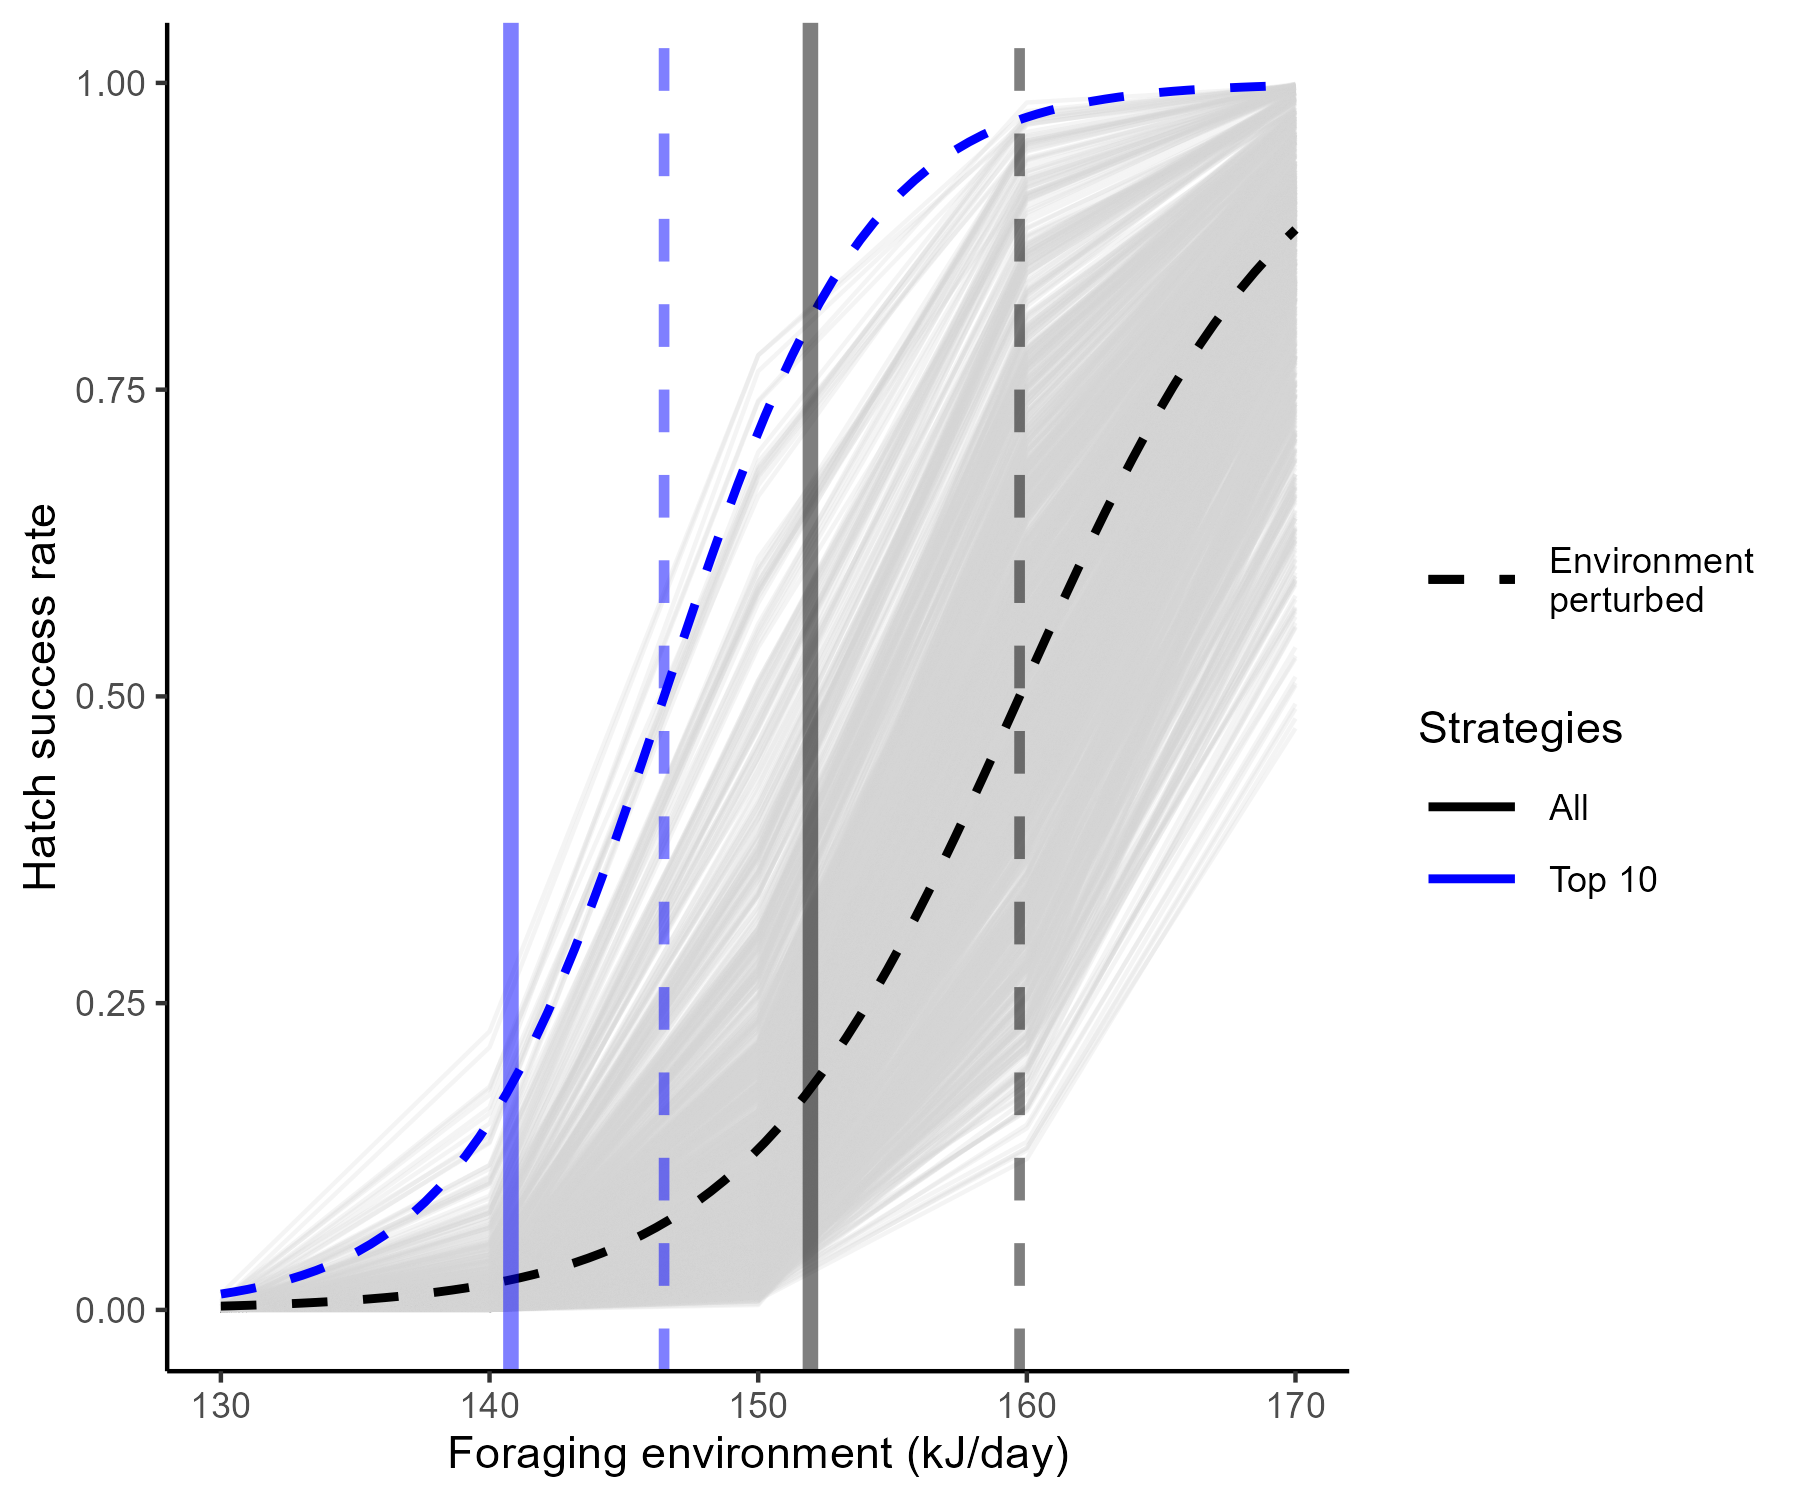 1.00
0.75
0.50
0.25
0.00
Hatch success rate
130 140 150 160 170
Foraging environment (kJ/day)
Environment
perturbed
Strategies
All
Top 10